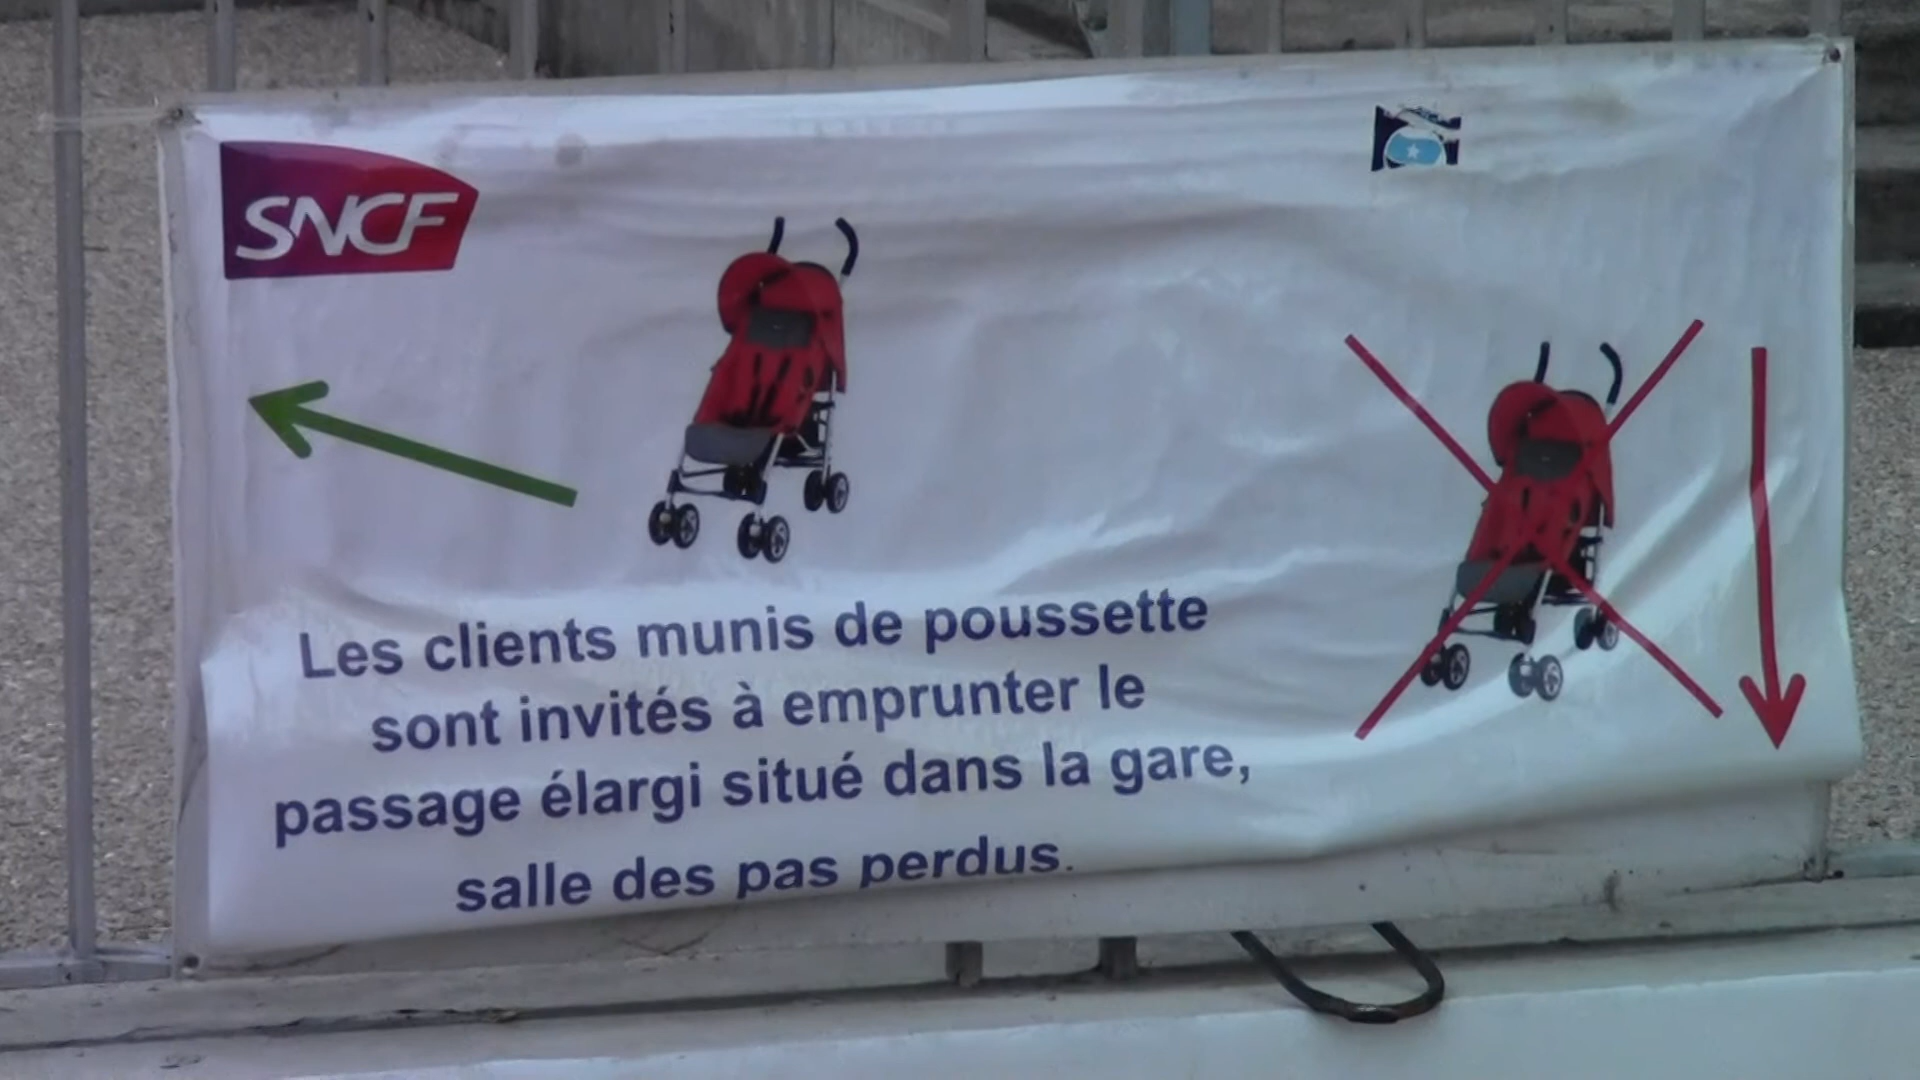 SNCF
Les clients munis de poussette
sont invités à emprunter le
passage élargi situé dans la gare,
salle des pas perdus.